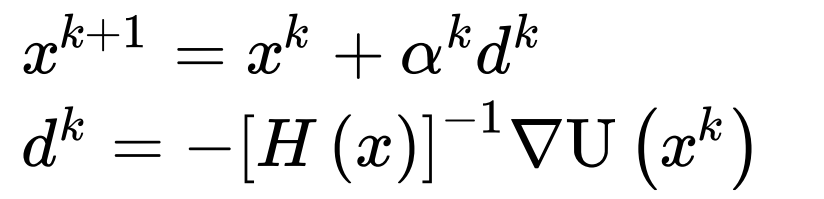 x^{k+1} = x^k + α^k d^k
d^k = −[H (x)]^{−1} ∇U (x^k)